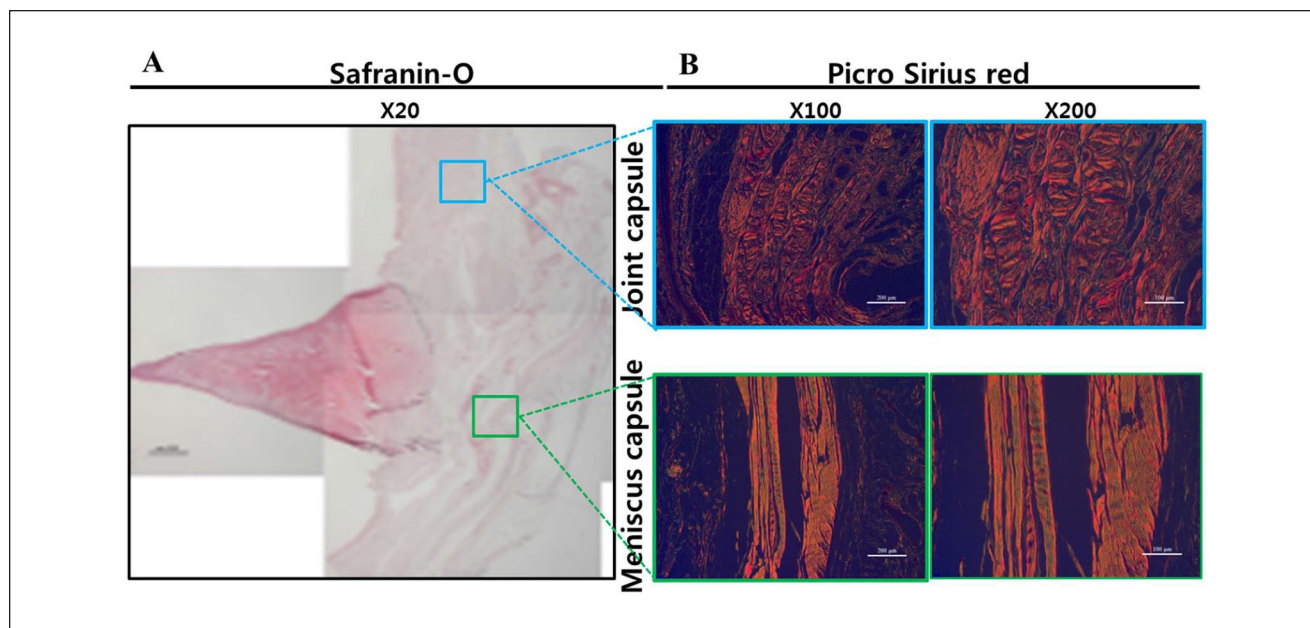 A
Safranin-O
B
Picro Sirius red
X20
X100
X200
Joint capsule
200 µm
100 µm
Meniscus capsule
200 µm
100 µm